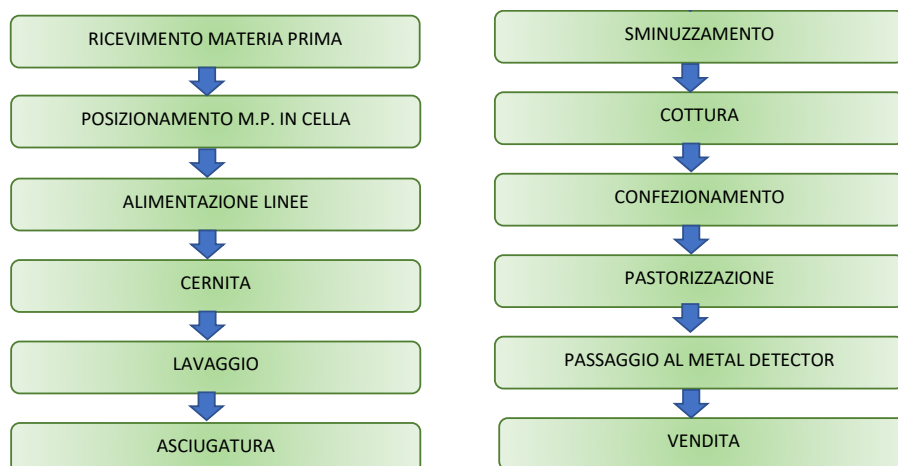 RICEVIMENTO MATERIA PRIMA
POSIZIONAMENTO M.P. IN CELLA
ALIMENTAZIONE LINEE
CERNITA
LAVAGGIO
ASCIUGATURA
SMINUZZAMENTO
COTTURA
CONFEZIONAMENTO
PASTORIZZAZIONE
PASSAGGIO AL METAL DETECTOR
VENDITA